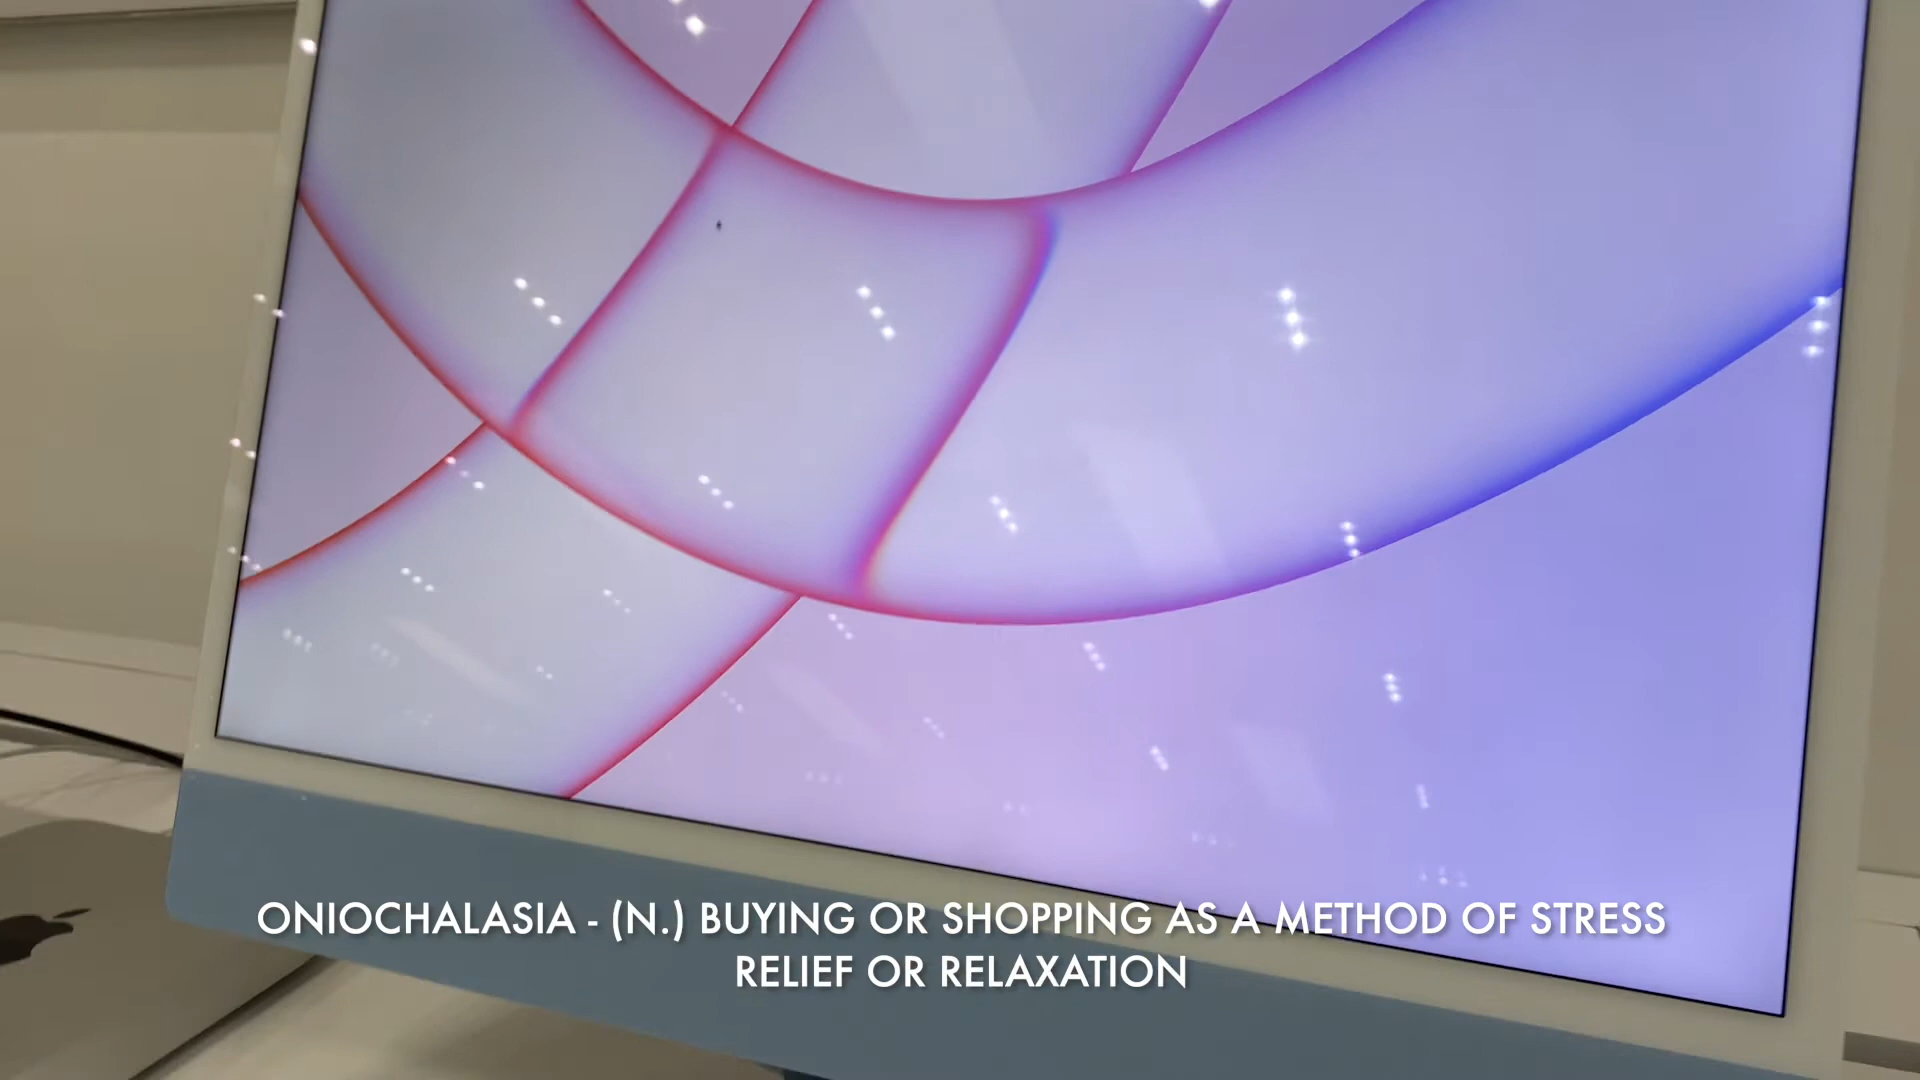 ONIOCHALASIA - (N.) BUYING OR SHOPPING AS A METHOD OF STRESS
RELIEF OR RELAXATION